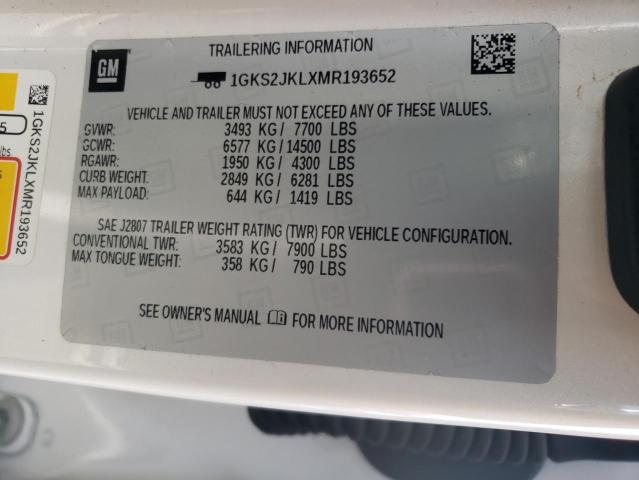 GM
TRAILERING INFORMATION
1GKS2JKLXMR193652
VEHICLE AND TRAILER MUST NOT EXCEED ANY OF THESE VALUES.
GVWR: 3493 KG / 7700 LBS
GCWR: 6577 KG / 14500 LBS
RGAWR: 1950 KG / 4300 LBS
CURB WEIGHT: 2849 KG / 6281 LBS
MAX PAYLOAD: 644 KG / 1419 LBS
SAE J2807 TRAILER WEIGHT RATING (TWR) FOR VEHICLE CONFIGURATION.
CONVENTIONAL TWR: 3583 KG / 7900 LBS
MAX TONGUE WEIGHT: 358 KG / 790 LBS
SEE OWNER'S MANUAL FOR MORE INFORMATION
1GKS2JKLXMR193652
5
lbs